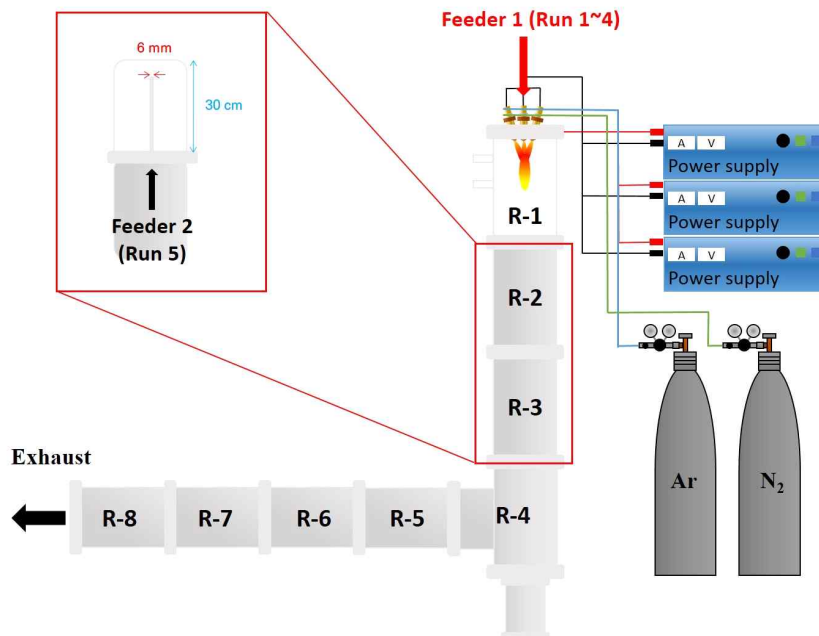 Feeder 1 (Run 1~4)
6 mm
30 cm
Feeder 2
(Run 5)
A V
Power supply
A V
Power supply
A V
Power supply
R-1
R-2
R-3
R-4
R-5
R-6
R-7
R-8
Exhaust
Ar
N₂